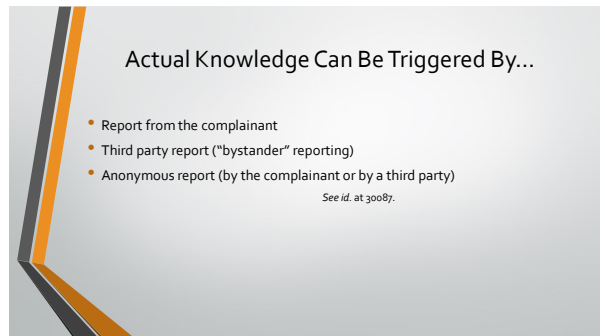 Actual Knowledge Can Be Triggered By…
• Report from the complainant
• Third party report (“bystander” reporting)
• Anonymous report (by the complainant or by a third party)
See id. at 30087.